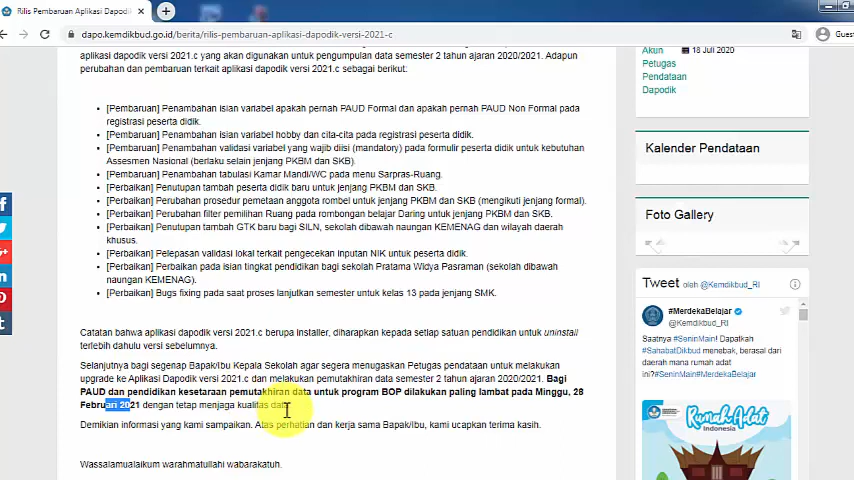 Rilis Pembaruan Aplikasi Dapodi
dapo.kemdikbud.go.id/berita/rilis-pembaruan-aplikasi-dapodik-versi-2021-c
Guest
aplikasi dapodik versi 2021.c yang akan digunakan untuk pengumpulan data semester 2 tahun ajaran 2020/2021. Adapun
perubahan dan pembaruan terkait aplikasi dapodik versi 2021.c sebagai berikut:
[Pembaruan] Penambahan isian variabel apakah pernah PAUD Formal dan apakah pernah PAUD Non Formal pada
registrasi peserta didik.
[Pembaruan] Penambahan isian variabel hobby dan cita-cita pada registrasi peserta didik.
[Pembaruan] Penambahan validasi variabel yang wajib diisi (mandatory) pada formulir peserta didik untuk kebutuhan
Assesmen Nasional (berlaku selain jenjang PKBM dan SKB).
[Pembaruan] Penambahan tabulasi Kamar Mandi/WC pada menu Sarpras-Ruang.
[Perbaikan] Penutupan tambah peserta didik baru untuk jenjang PKBM dan SKB.
[Perbaikan] Perubahan prosedur pemetaan anggota rombel untuk jenjang PKBM dan SKB (mengikuti jenjang formal).
[Perbaikan] Perubahan filter pemilihan Ruang pada rombongan belajar Daring untuk jenjang PKBM dan SKB.
[Perbaikan] Penutupan tambah GTK baru bagi SILN, sekolah dibawah naungan KEMENAG dan wilayah daerah
khusus.
[Perbaikan] Pelepasan validasi lokal terkait pengecekan inputan NIK untuk peserta didik.
[Perbaikan] Perbaikan pada isian tingkat pendidikan bagi sekolah Pratama Widya Pasraman (sekolah dibawah
naungan KEMENAG).
[Perbaikan] Bugs fixing pada saat proses lanjutkan semester untuk kelas 13 pada jenjang SMK.
Catatan bahwa aplikasi dapodik versi 2021.c berupa Installer, diharapkan kepada setiap satuan pendidikan untuk uninstall
terlebih dahulu versi sebelumnya.
Selanjutnya bagi segenap Bapak/Ibu Kepala Sekolah agar segera menugaskan Petugas pendataan untuk melakukan
upgrade ke Aplikasi Dapodik versi 2021.c dan melakukan pemutakhiran data semester 2 tahun ajaran 2020/2021. Bagi
PAUD dan pendidikan kesetaraan pemutakhiran data untuk program BOP dilakukan paling lambat pada Minggu, 28
Februari 2021 dengan tetap menjaga kualitas data.
Demikian informasi yang kami sampaikan. Atas perhatian dan kerja sama Bapak/Ibu, kami ucapkan terima kasih.
Wassalamualaikum warahmatullahi wabarakatuh.
Akun
Petugas
Pendataan
Dapodik
18 Juli 2020
Kalender Pendataan
Foto Gallery
Tweet oleh @Kemdikbud_RI
#MerdekaBelajar
@Kemdikbud_RI
Saatnya #SeninMain! Dapatkah
#SahabatDikbud menebak, berasal dari
daerah mana rumah adat
ini?#SeninMain#MerdekaBelajar
Rumah Adat